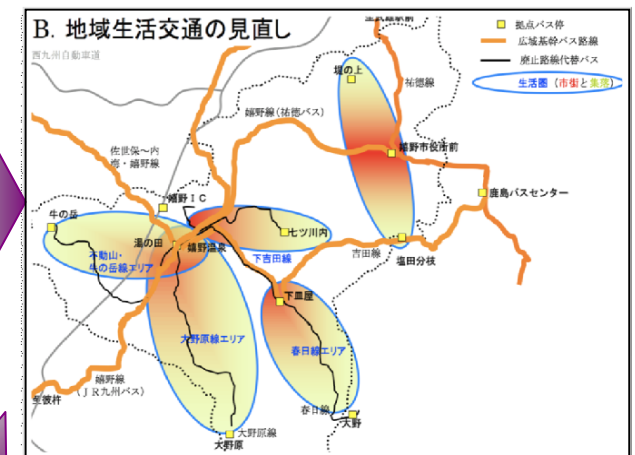 B. 地域生活交通の見直し
西九州自動車道
拠点バス停
広域基幹バス路線
廃止路線代替バス
生活圏（市街と集落）
堤の上
祐徳線
嬉野線(祐徳バス)
佐世保～内
嬉野市役所前
・嬉野線
鹿島バスセンター
嬉野ＩＣ
牛の岳
七ツ川内
湯の田
嬉野温泉
不動山・
牛の岳線エリア
下吉田線
吉田線
塩田分岐
下皿屋
大野原線エリア
春日線エリア
嬉野線
（ＪＲ九州バス）
至彼杵
春日線
大野
大野原線
大野原